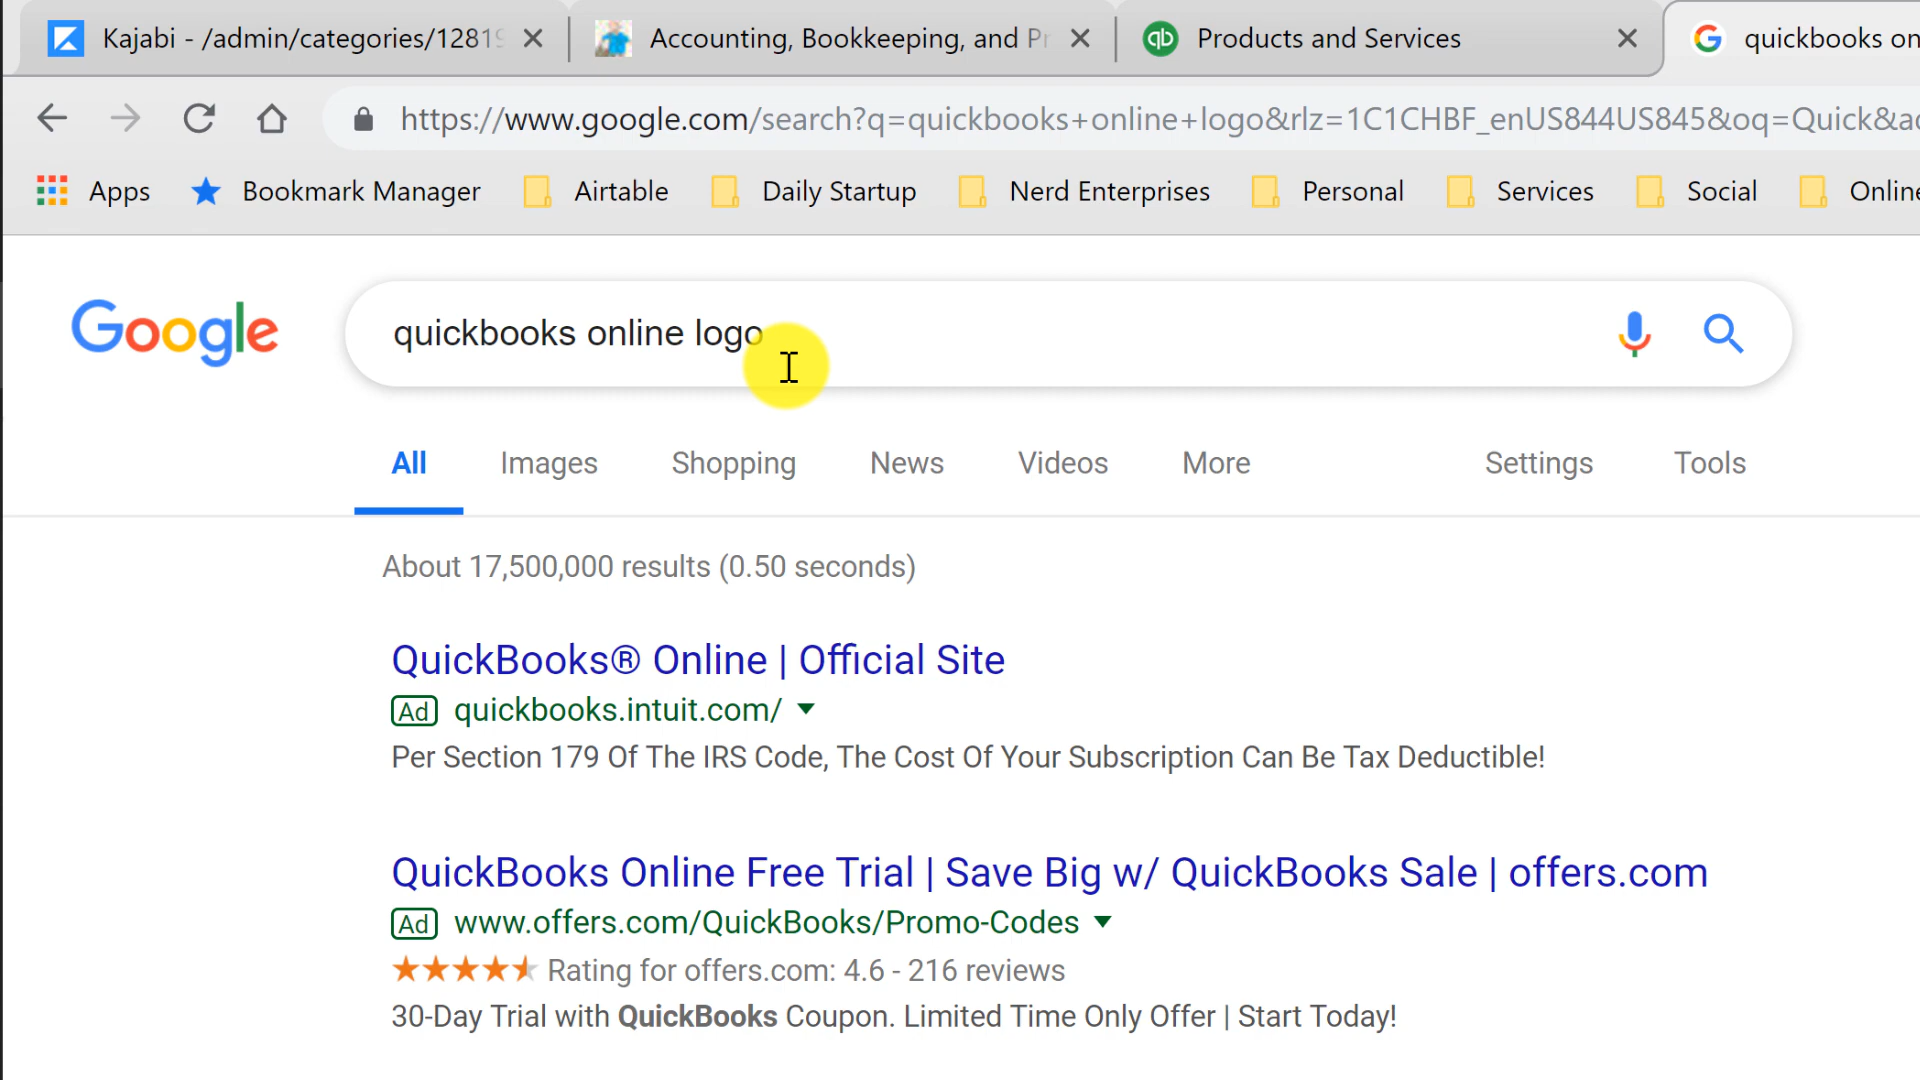 Kajabi - /admin/categories/12819
Accounting, Bookkeeping, and Pr
Products and Services
quickbooks on
https://www.google.com/search?q=quickbooks+online+logo&rlz=1C1CHBF_enUS844US845&oq=Quick&a
Apps
Bookmark Manager
Airtable
Daily Startup
Nerd Enterprises
Personal
Services
Social
Online
Google
quickbooks online logo
All
Images
Shopping
News
Videos
More
Settings
Tools
About 17,500,000 results (0.50 seconds)
QuickBooks® Online | Official Site
Ad quickbooks.intuit.com/
Per Section 179 Of The IRS Code, The Cost Of Your Subscription Can Be Tax Deductible!
QuickBooks Online Free Trial | Save Big w/ QuickBooks Sale | offers.com
Ad www.offers.com/QuickBooks/Promo-Codes
Rating for offers.com: 4.6 - 216 reviews
30-Day Trial with QuickBooks Coupon. Limited Time Only Offer | Start Today!